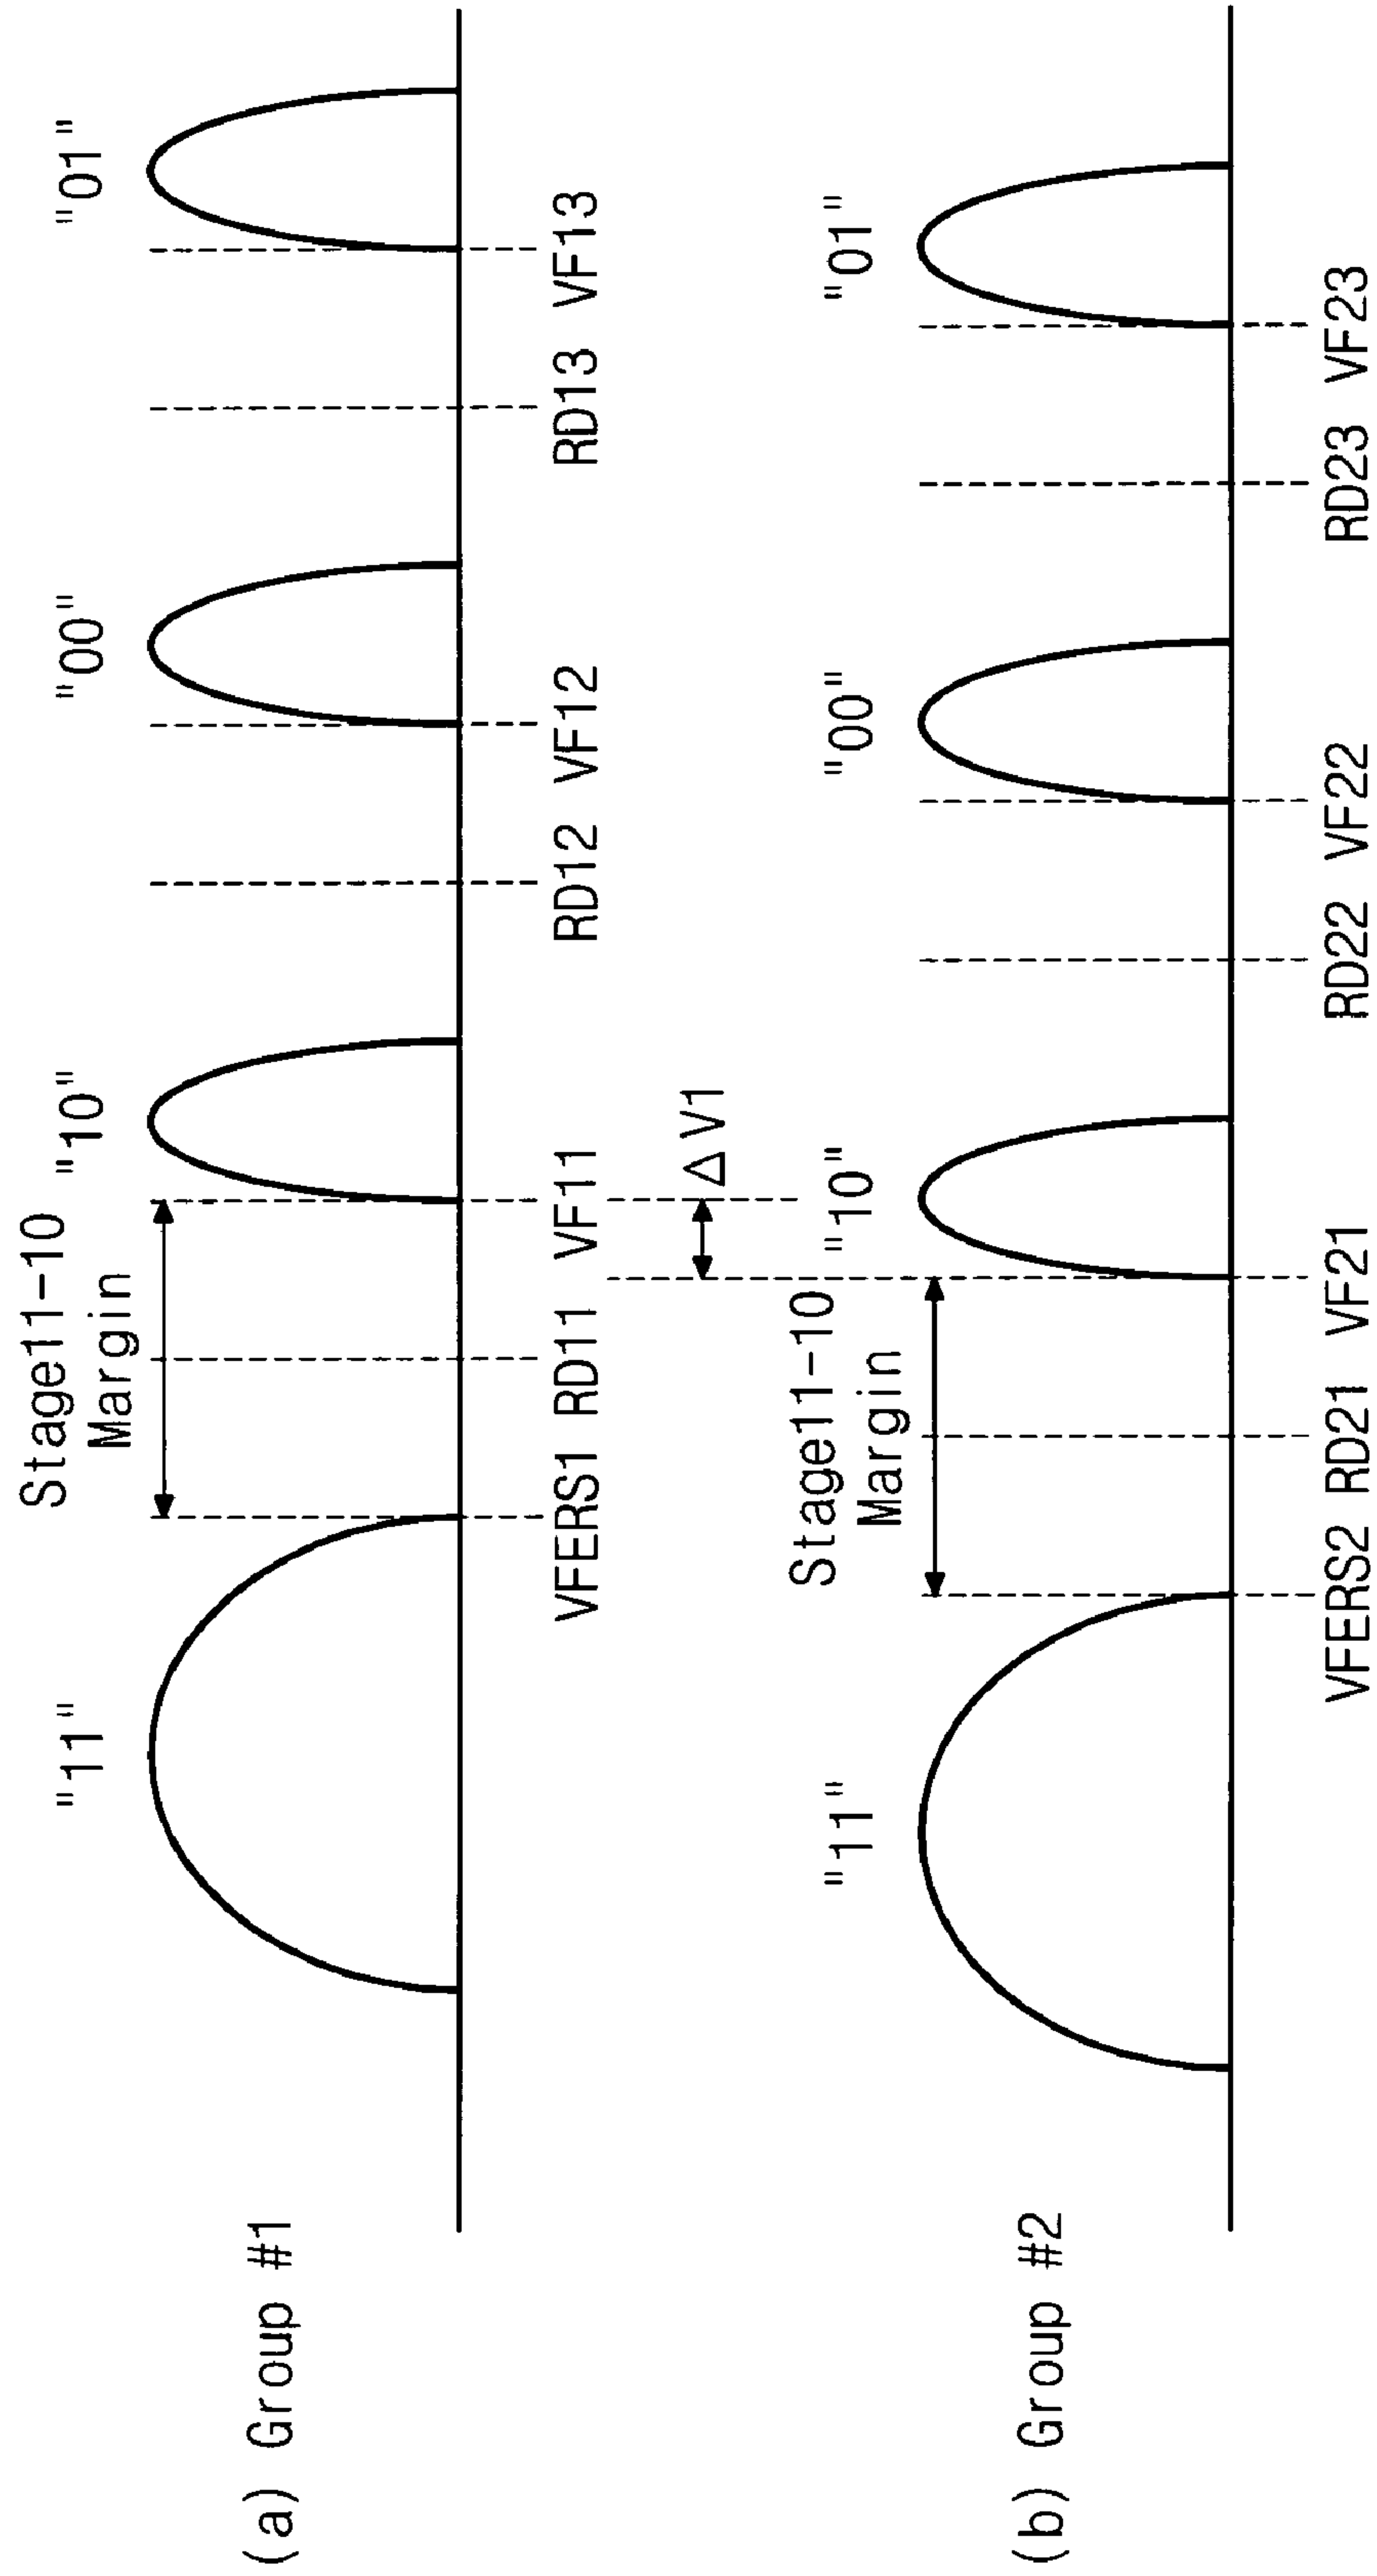 (a) Group #1
Stage11-10
Margin
"11"
"10"
"00"
"01"
VFERS1 RD11 VF11
RD12 VF12
RD13 VF13
ΔV1
(b) Group #2
Stage11-10
Margin
"11"
"10"
"00"
"01"
VFERS2 RD21 VF21
RD22 VF22
RD23 VF23